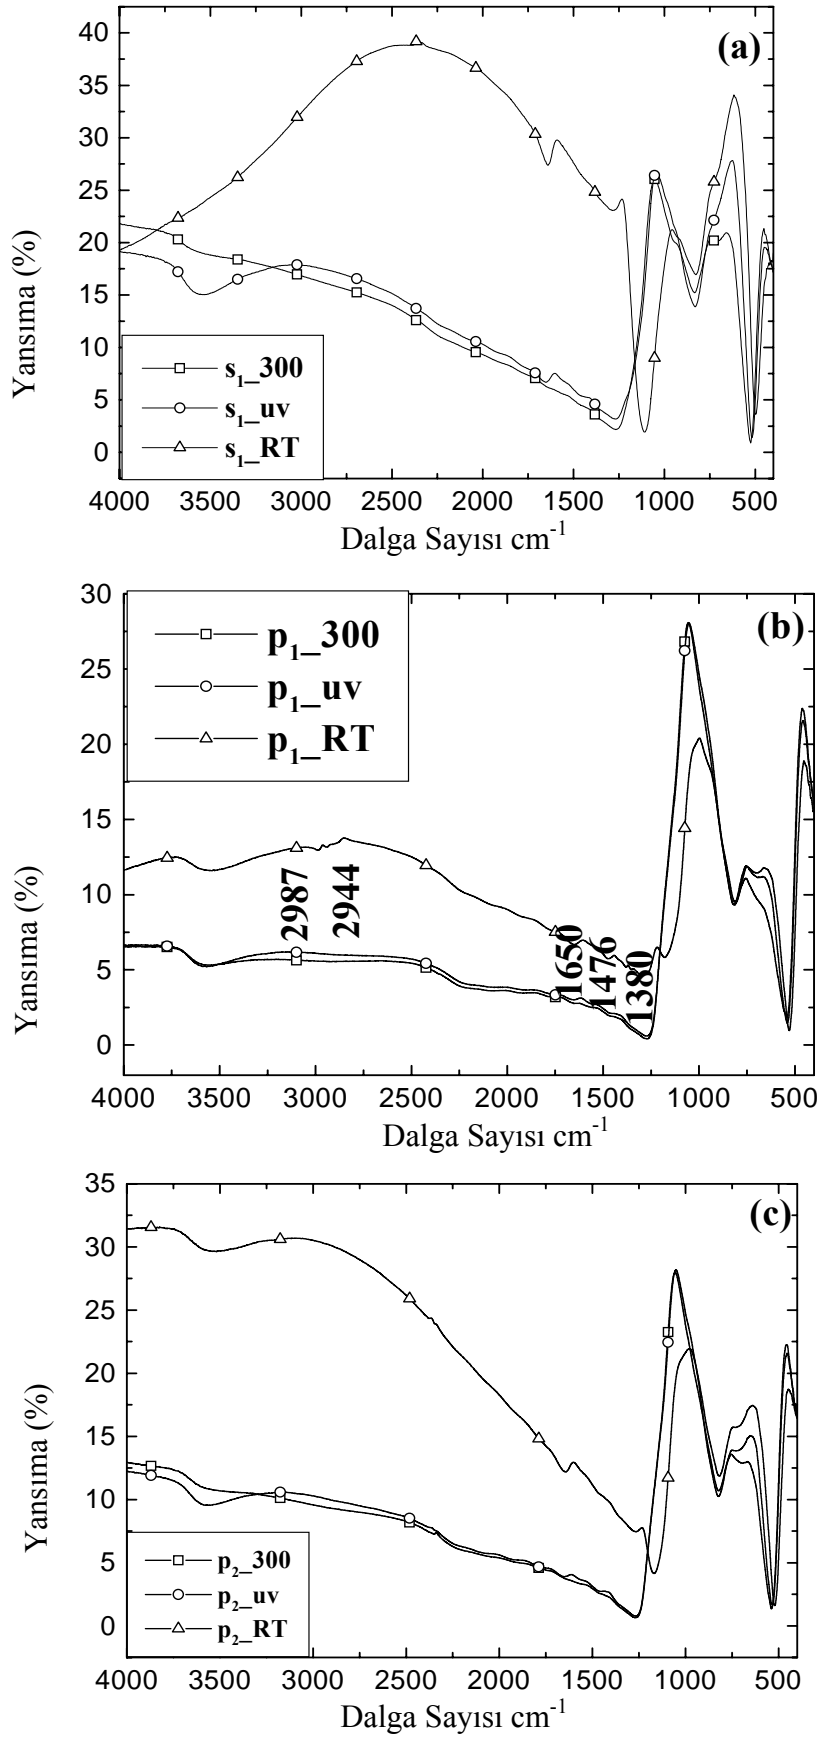 (a)
40
35
30
25
20
15
10
5
0
Yansıma (%)
s₁_300
s₁_uv
s₁_RT
4000 3500 3000 2500 2000 1500 1000 500
Dalga Sayısı cm⁻¹
(b)
30
25
20
15
10
5
0
Yansıma (%)
p₁_300
p₁_uv
p₁_RT
2987
2944
1650
1476
1380
4000 3500 3000 2500 2000 1500 1000 500
Dalga Sayısı cm⁻¹
(c)
35
30
25
20
15
10
5
0
Yansıma (%)
p₂_300
p₂_uv
p₂_RT
4000 3500 3000 2500 2000 1500 1000 500
Dalga Sayısı cm⁻¹